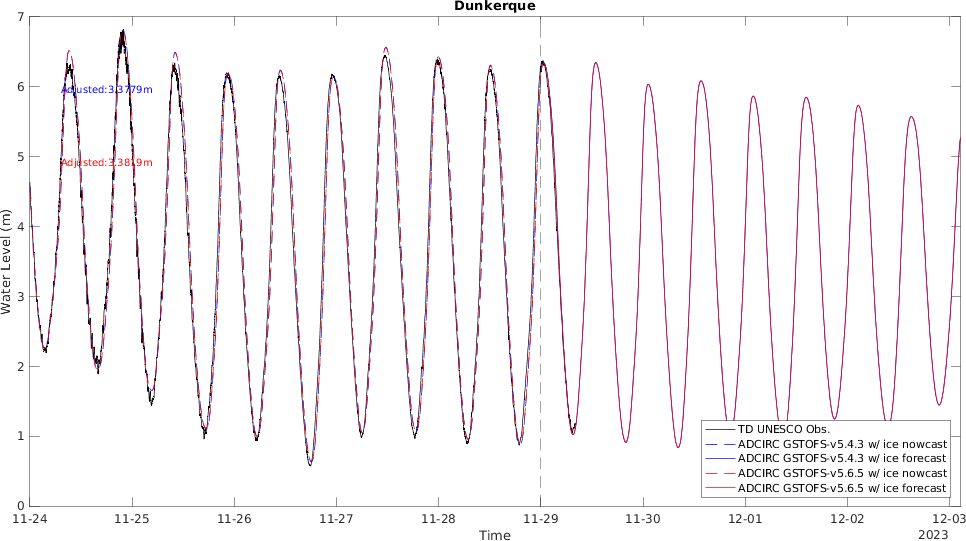 Dunkerque
7
6
5
4
3
2
1
0
Water Level (m)
Adjusted:3.3779m
Adjusted:3.3819m
TD UNESCO Obs.
ADCIRC GSTOFS-v5.4.3 w/ ice nowcast
ADCIRC GSTOFS-v5.4.3 w/ ice forecast
ADCIRC GSTOFS-v5.6.5 w/ ice nowcast
ADCIRC GSTOFS-v5.6.5 w/ ice forecast
11-24 11-25 11-26 11-27 11-28 11-29 11-30 12-01 12-02 12-03
Time
2023